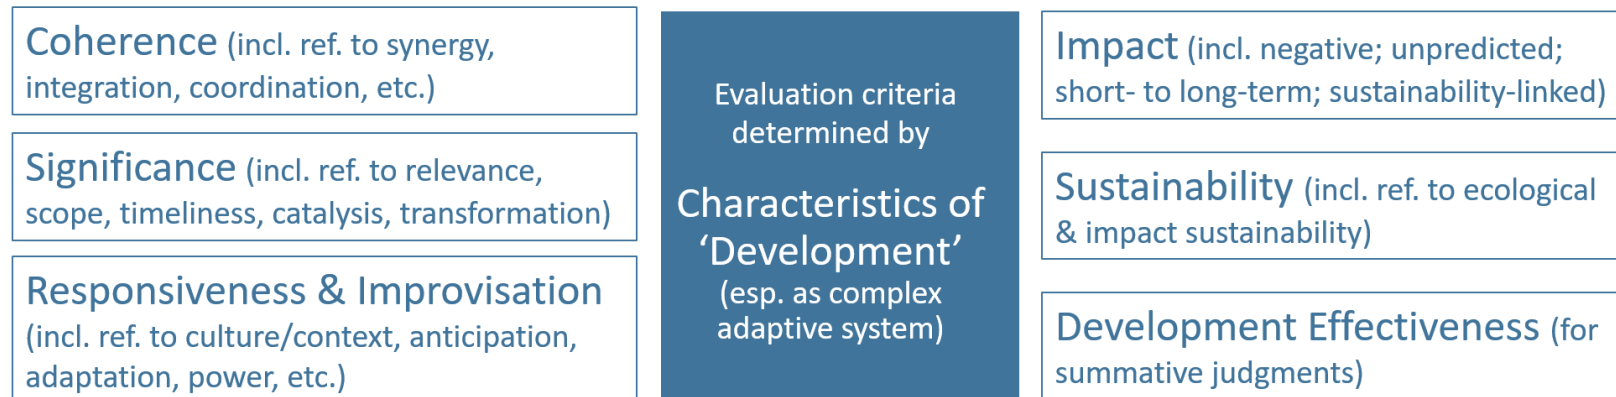 Coherence (incl. ref. to synergy,
integration, coordination, etc.)
Significance (incl. ref. to relevance,
scope, timeliness, catalysis, transformation)
Responsiveness & Improvisation
(incl. ref. to culture/context, anticipation,
adaptation, power, etc.)
Evaluation criteria
determined by
Characteristics of
‘Development’
(esp. as complex
adaptive system)
Impact (incl. negative; unpredicted;
short- to long-term; sustainability-linked)
Sustainability (incl. ref. to ecological
& impact sustainability)
Development Effectiveness (for
summative judgments)